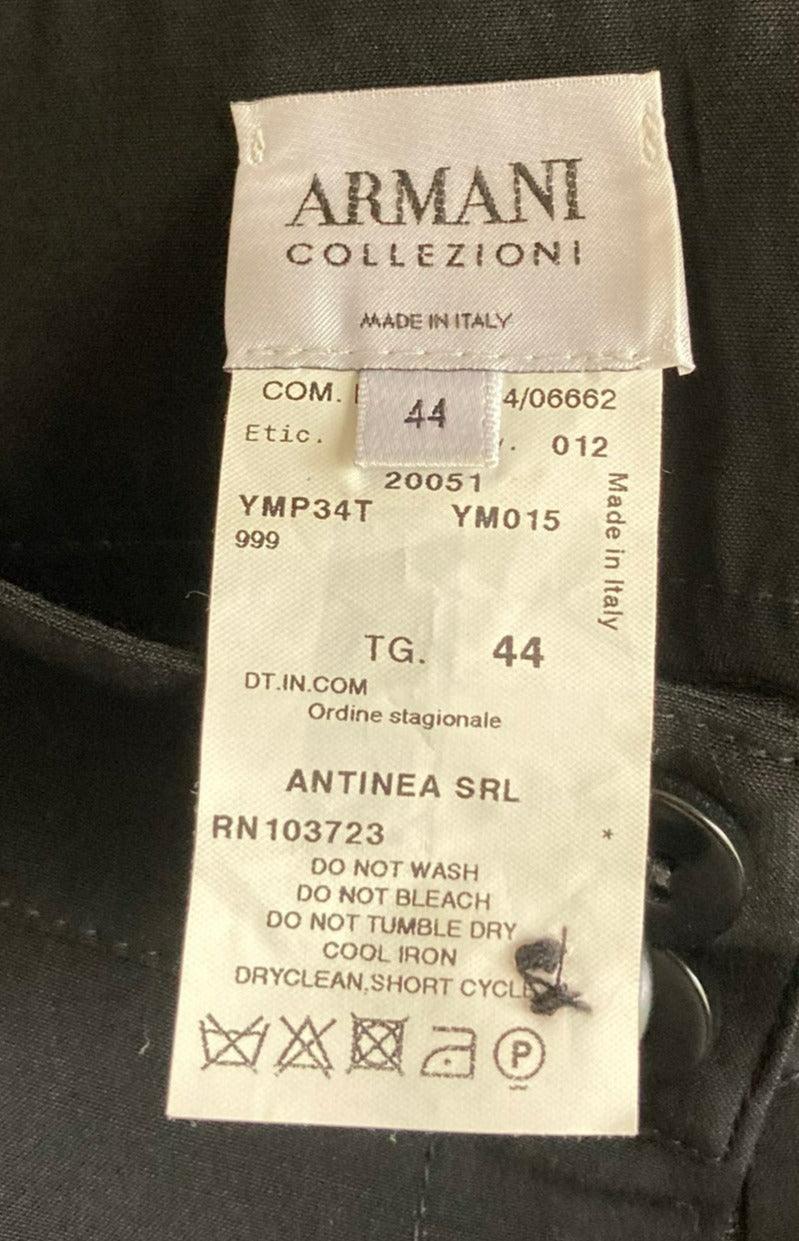 ARMANI
COLLEZIONI
MADE IN ITALY
COM. 4/06662
44
Etic. 012
20051
YMP34T YM015
999
Made in Italy
TG. 44
DT.IN.COM
Ordine stagionale
ANTINEA SRL
RN103723 *
DO NOT WASH
DO NOT BLEACH
DO NOT TUMBLE DRY
COOL IRON
DRYCLEAN,SHORT CYCLE
P